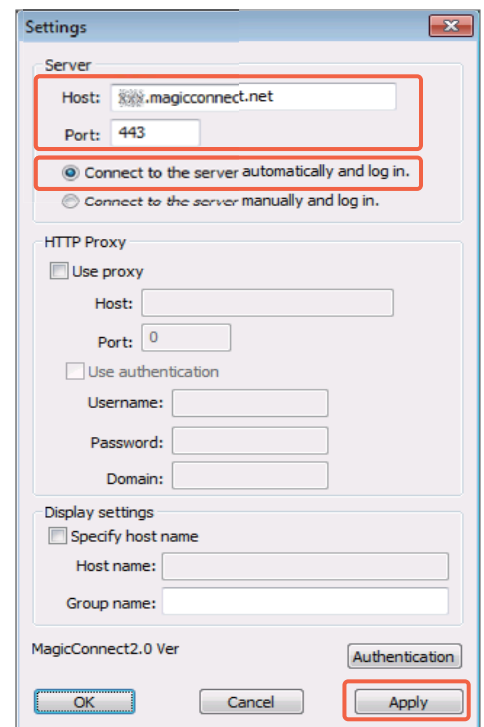 Settings
Server
Host: .magicconnect.net
Port: 443
Connect to the server automatically and log in.
Connect to the server manually and log in.
HTTP Proxy
Use proxy
Host:
Port: 0
Use authentication
Username:
Password:
Domain:
Display settings
Specify host name
Host name:
Group name:
MagicConnect2.0 Ver
Authentication
OK Cancel Apply